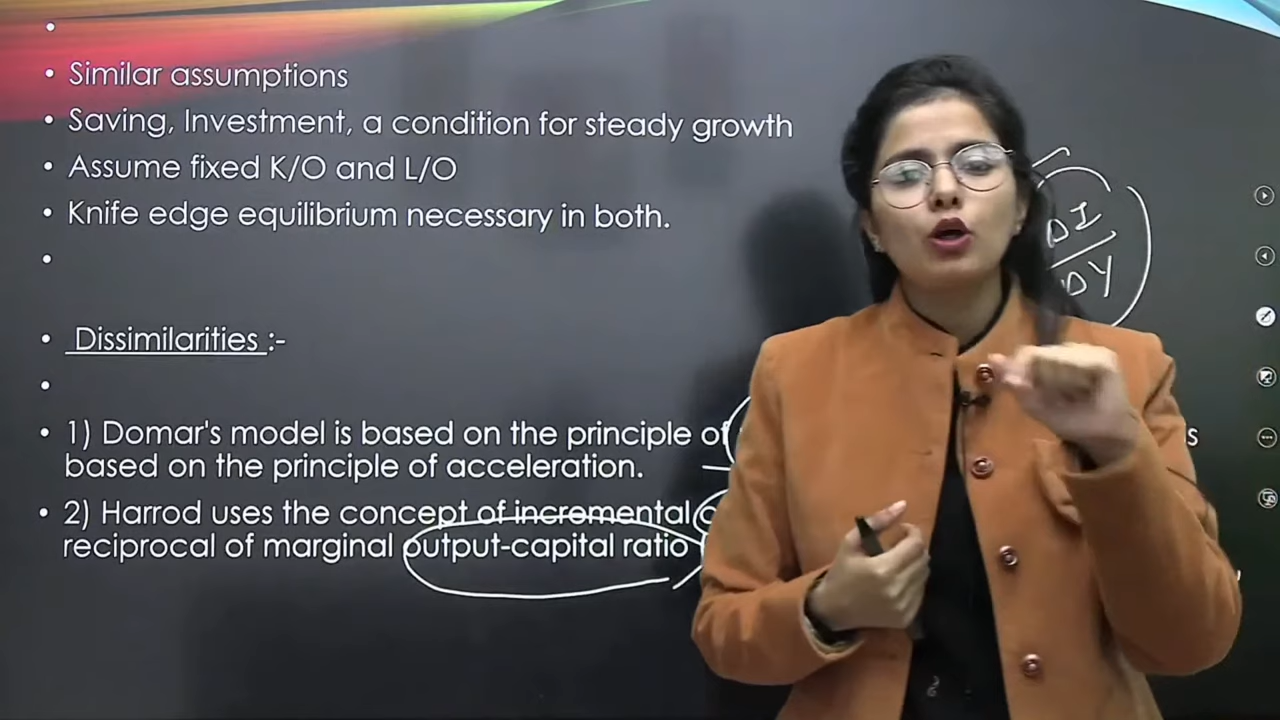 • 
• Similar assumptions
• Saving, Investment, a condition for steady growth
• Assume fixed K/O and L/O
• Knife edge equilibrium necessary in both.
• 
• Dissimilarities :-
• 
• 1) Domar's model is based on the principle of
based on the principle of acceleration.
• 2) Harrod uses the concept of incremental
reciprocal of marginal output-capital ratio
DI
DY